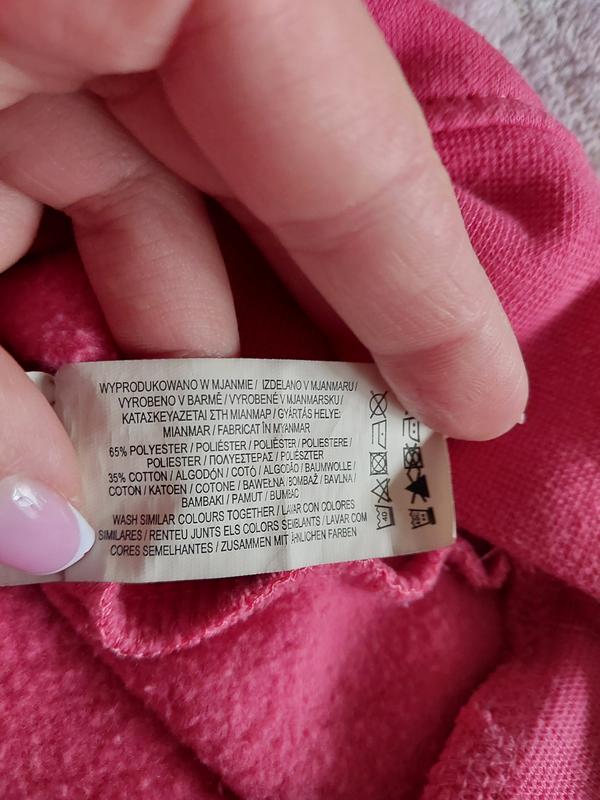 WYPRODUKOWANO W MJANMIE / IZDELANO V MJANMARU /
VYROBENO V BARMĚ / VYROBENÉ V MJANMARSKU /
ΚΑΤΑΣΚΕΥΑΖΕΤΑΙ ΣΤΗ ΜΙΑΝΜΑΡ / GYÁRTÁS HELYE:
MIANMAR / FABRICAT ÎN MYANMAR
65% POLYESTER / POLIÉSTER / POLIÈSTER / POLIESTERE /
POLIESTER / ΠΟΛΥΕΣΤΕΡΑΣ / POLIÉSZTER
35% COTTON / ALGODÓN / COTÓ / ALGODÃO / BAUMWOLLE /
COTON / KATOEN / COTONE / BAWEŁNA / BOMBAŽ / BAVLNA /
ΒΑΜΒΑΚΙ / PAMUT / BUMBAC
WASH SIMILAR COLOURS TOGETHER / LAVAR CON COLORES
SIMILARES / RENTEU JUNTS ELS COLORS SEMBLANTS / LAVAR COM
CORES SEMELHANTES / ZUSAMMEN MIT ÄHNLICHEN FARBEN
40